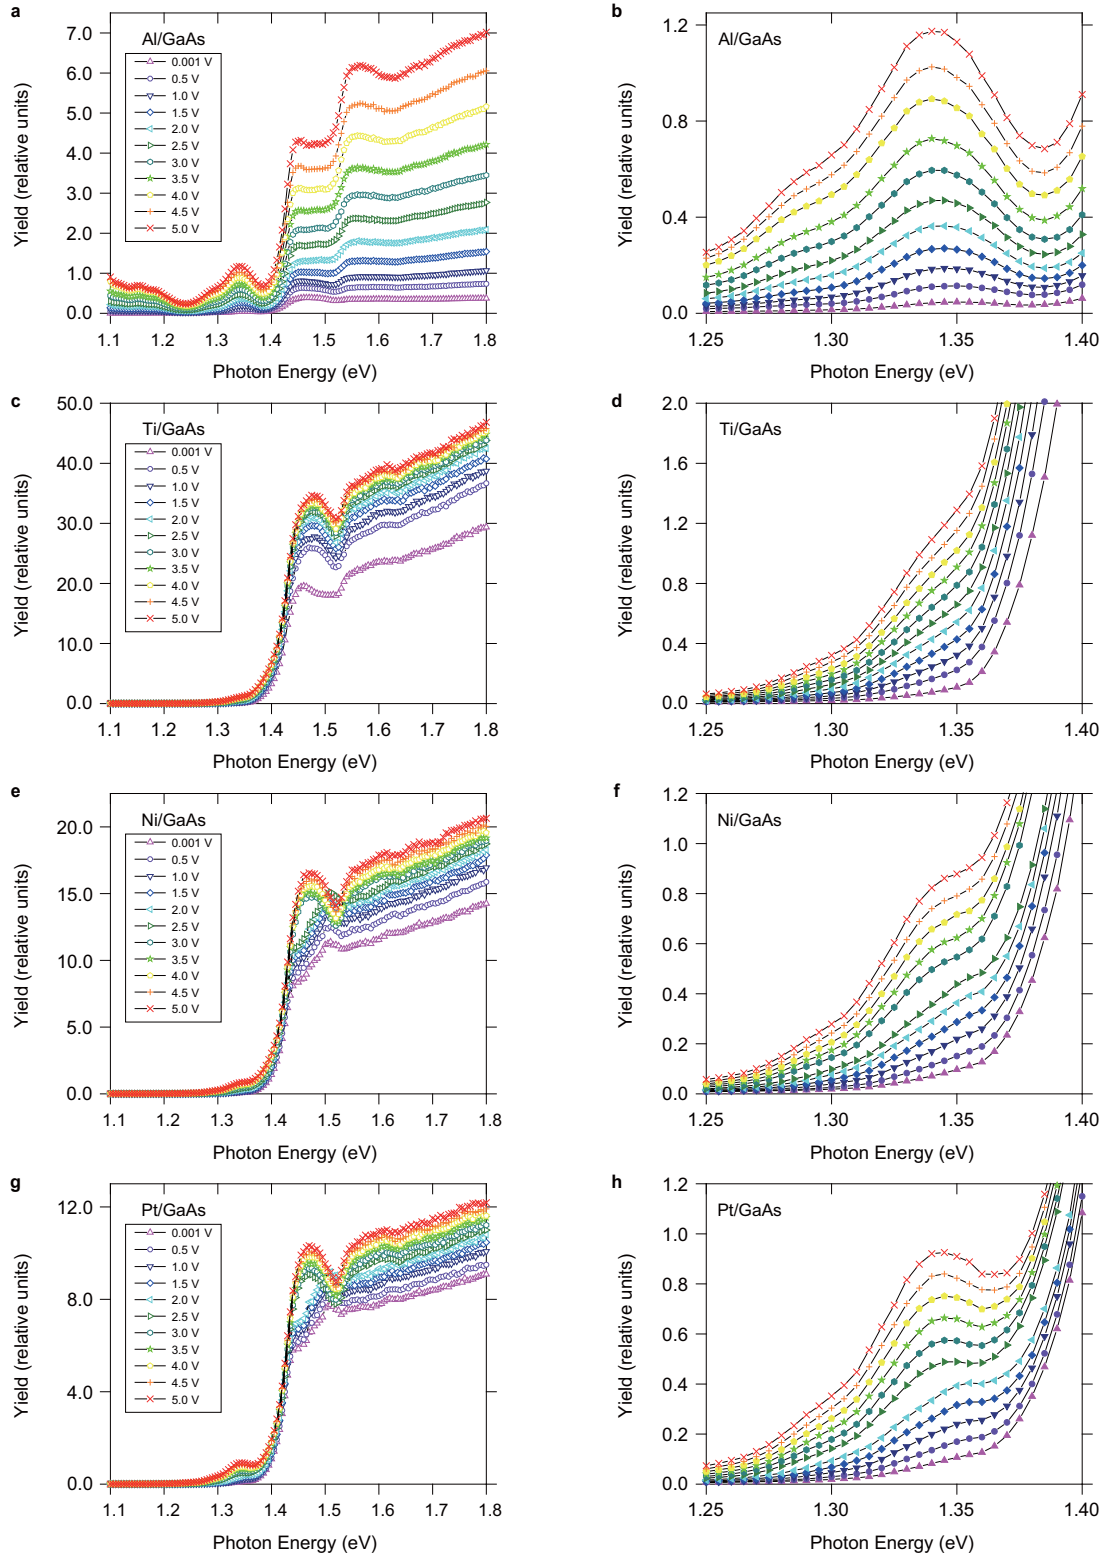 a
Al/GaAs
0.001 V
0.5 V
1.0 V
1.5 V
2.0 V
2.5 V
3.0 V
3.5 V
4.0 V
4.5 V
5.0 V
7.0
6.0
5.0
4.0
3.0
2.0
1.0
0.0
Yield (relative units)
1.1 1.2 1.3 1.4 1.5 1.6 1.7 1.8
Photon Energy (eV)
b
Al/GaAs
1.2
0.8
0.4
0.0
Yield (relative units)
1.25 1.30 1.35 1.40
Photon Energy (eV)
c
Ti/GaAs
0.001 V
0.5 V
1.0 V
1.5 V
2.0 V
2.5 V
3.0 V
3.5 V
4.0 V
4.5 V
5.0 V
50.0
40.0
30.0
20.0
10.0
0.0
Yield (relative units)
1.1 1.2 1.3 1.4 1.5 1.6 1.7 1.8
Photon Energy (eV)
d
Ti/GaAs
2.0
1.6
1.2
0.8
0.4
0.0
Yield (relative units)
1.25 1.30 1.35 1.40
Photon Energy (eV)
e
Ni/GaAs
0.001 V
0.5 V
1.0 V
1.5 V
2.0 V
2.5 V
3.0 V
3.5 V
4.0 V
4.5 V
5.0 V
20.0
15.0
10.0
5.0
0.0
Yield (relative units)
1.1 1.2 1.3 1.4 1.5 1.6 1.7 1.8
Photon Energy (eV)
f
Ni/GaAs
1.2
1.0
0.8
0.6
0.4
0.2
0.0
Yield (relative units)
1.25 1.30 1.35 1.40
Photon Energy (eV)
g
Pt/GaAs
0.001 V
0.5 V
1.0 V
1.5 V
2.0 V
2.5 V
3.0 V
3.5 V
4.0 V
4.5 V
5.0 V
12.0
8.0
4.0
0.0
Yield (relative units)
1.1 1.2 1.3 1.4 1.5 1.6 1.7 1.8
Photon Energy (eV)
h
Pt/GaAs
1.2
1.0
0.8
0.6
0.4
0.2
0.0
Yield (relative units)
1.25 1.30 1.35 1.40
Photon Energy (eV)